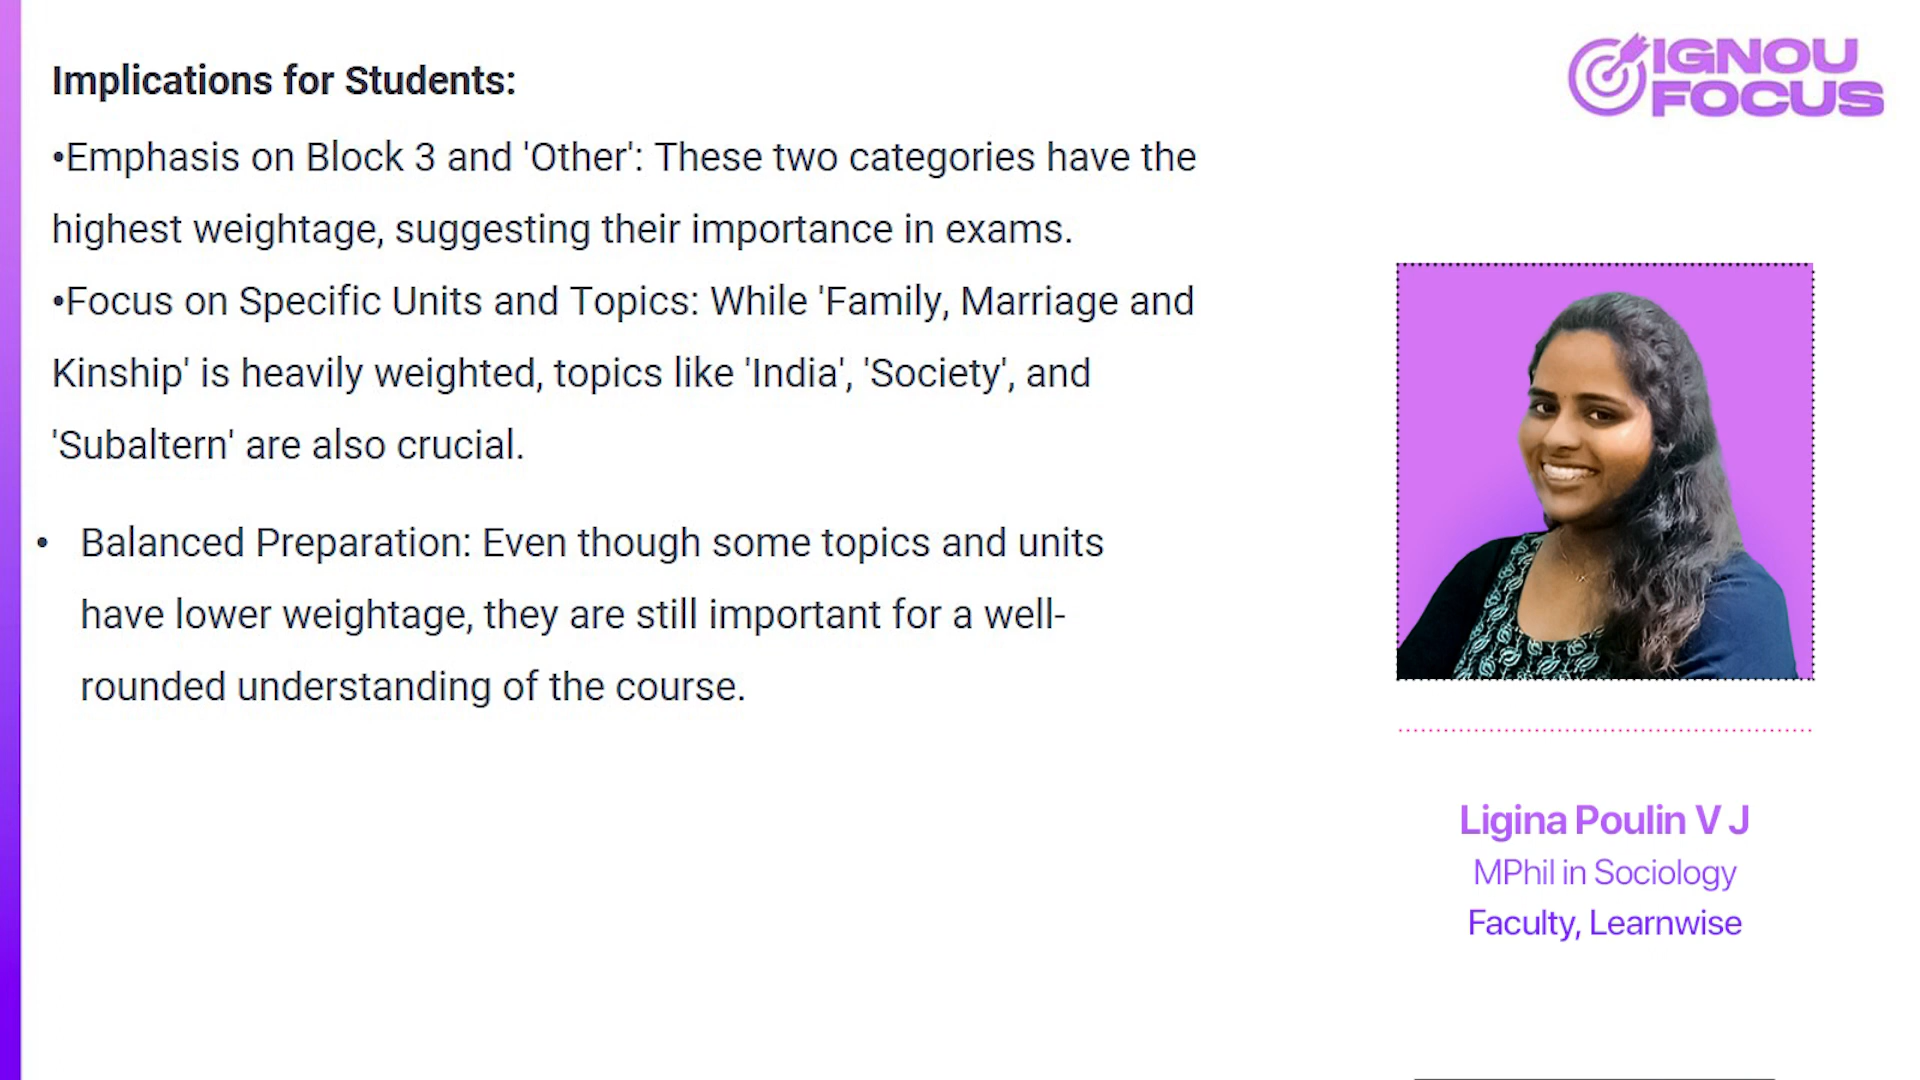 Implications for Students:
•Emphasis on Block 3 and 'Other': These two categories have the
highest weightage, suggesting their importance in exams.
•Focus on Specific Units and Topics: While 'Family, Marriage and
Kinship' is heavily weighted, topics like 'India', 'Society', and
'Subaltern' are also crucial.
• Balanced Preparation: Even though some topics and units
have lower weightage, they are still important for a well-
rounded understanding of the course.
IGNOU
FOCUS
Ligina Poulin V J
MPhil in Sociology
Faculty, Learnwise